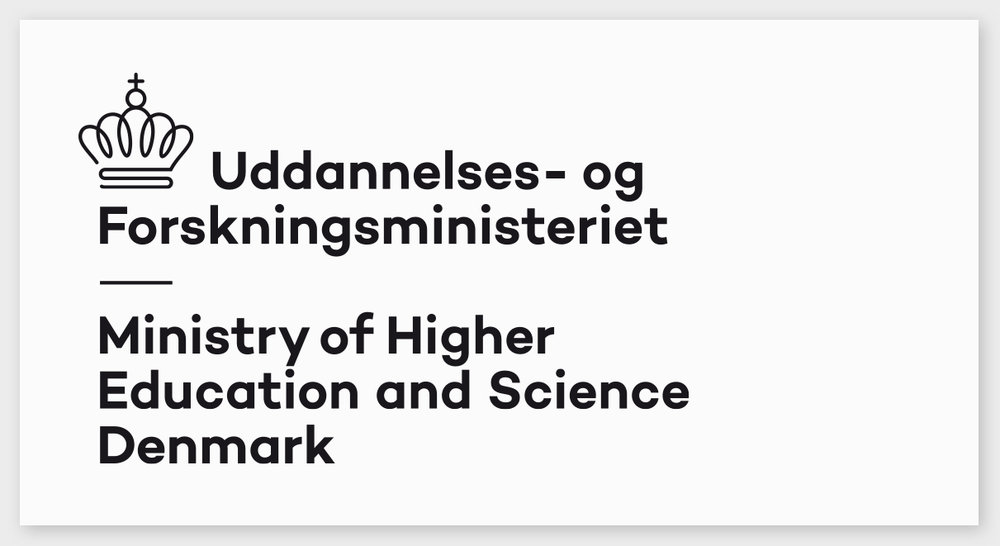 Uddannelses- og
Forskningsministeriet
Ministry of Higher
Education and Science
Denmark